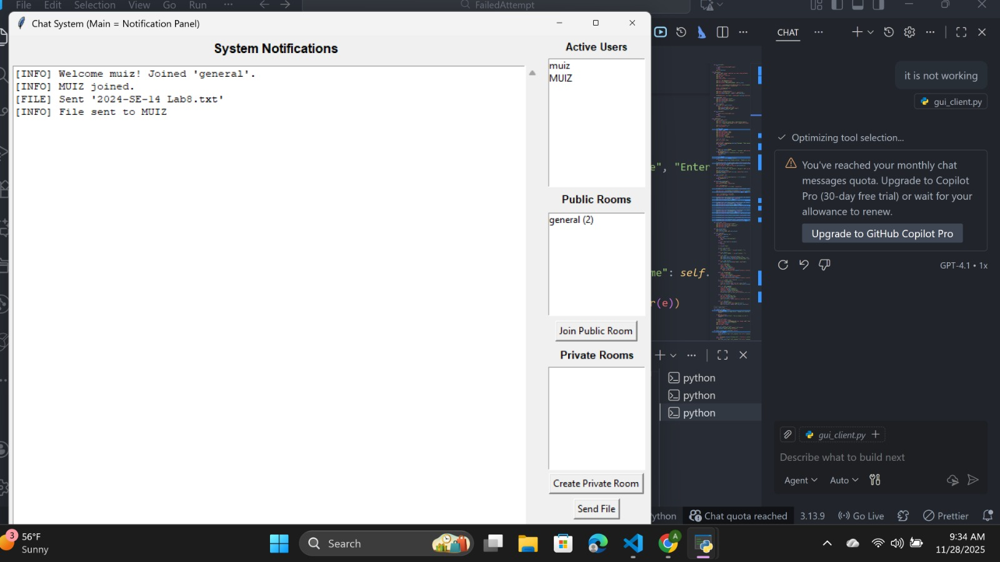 File Edit Selection View Go Run ··· FailedAttempt
Chat System (Main = Notification Panel)
System Notifications
[INFO] Welcome muiz! Joined 'general'.
[INFO] MUIZ joined.
[FILE] Sent '2024-SE-14 Lab8.txt'
[INFO] File sent to MUIZ
Active Users
muiz
MUIZ
Public Rooms
general (2)
Join Public Room
Private Rooms
Create Private Room
Send File
e", "Enter
me": self.
r(e))
python
python
python
CHAT
it is not working
gui_client.py
Optimizing tool selection...
You've reached your monthly chat
messages quota. Upgrade to Copilot
Pro (30-day free trial) or wait for your
allowance to renew.
Upgrade to GitHub Copilot Pro
GPT-4.1 • 1x
gui_client.py
Describe what to build next
Agent Auto
ython Chat quota reached 3.13.9 Go Live Prettier
3
56°F
Sunny
Search
A
9:34 AM
11/28/2025